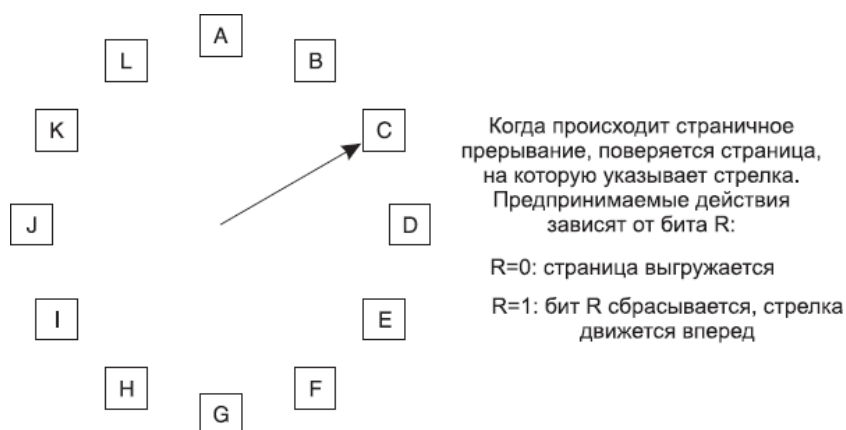 A
L
B
K
C
J
D
I
E
H
F
G
Когда происходит страничное
прерывание, поверяется страница,
на которую указывает стрелка.
Предпринимаемые действия
зависят от бита R:
R=0: страница выгружается
R=1: бит R сбрасывается, стрелка
движется вперед